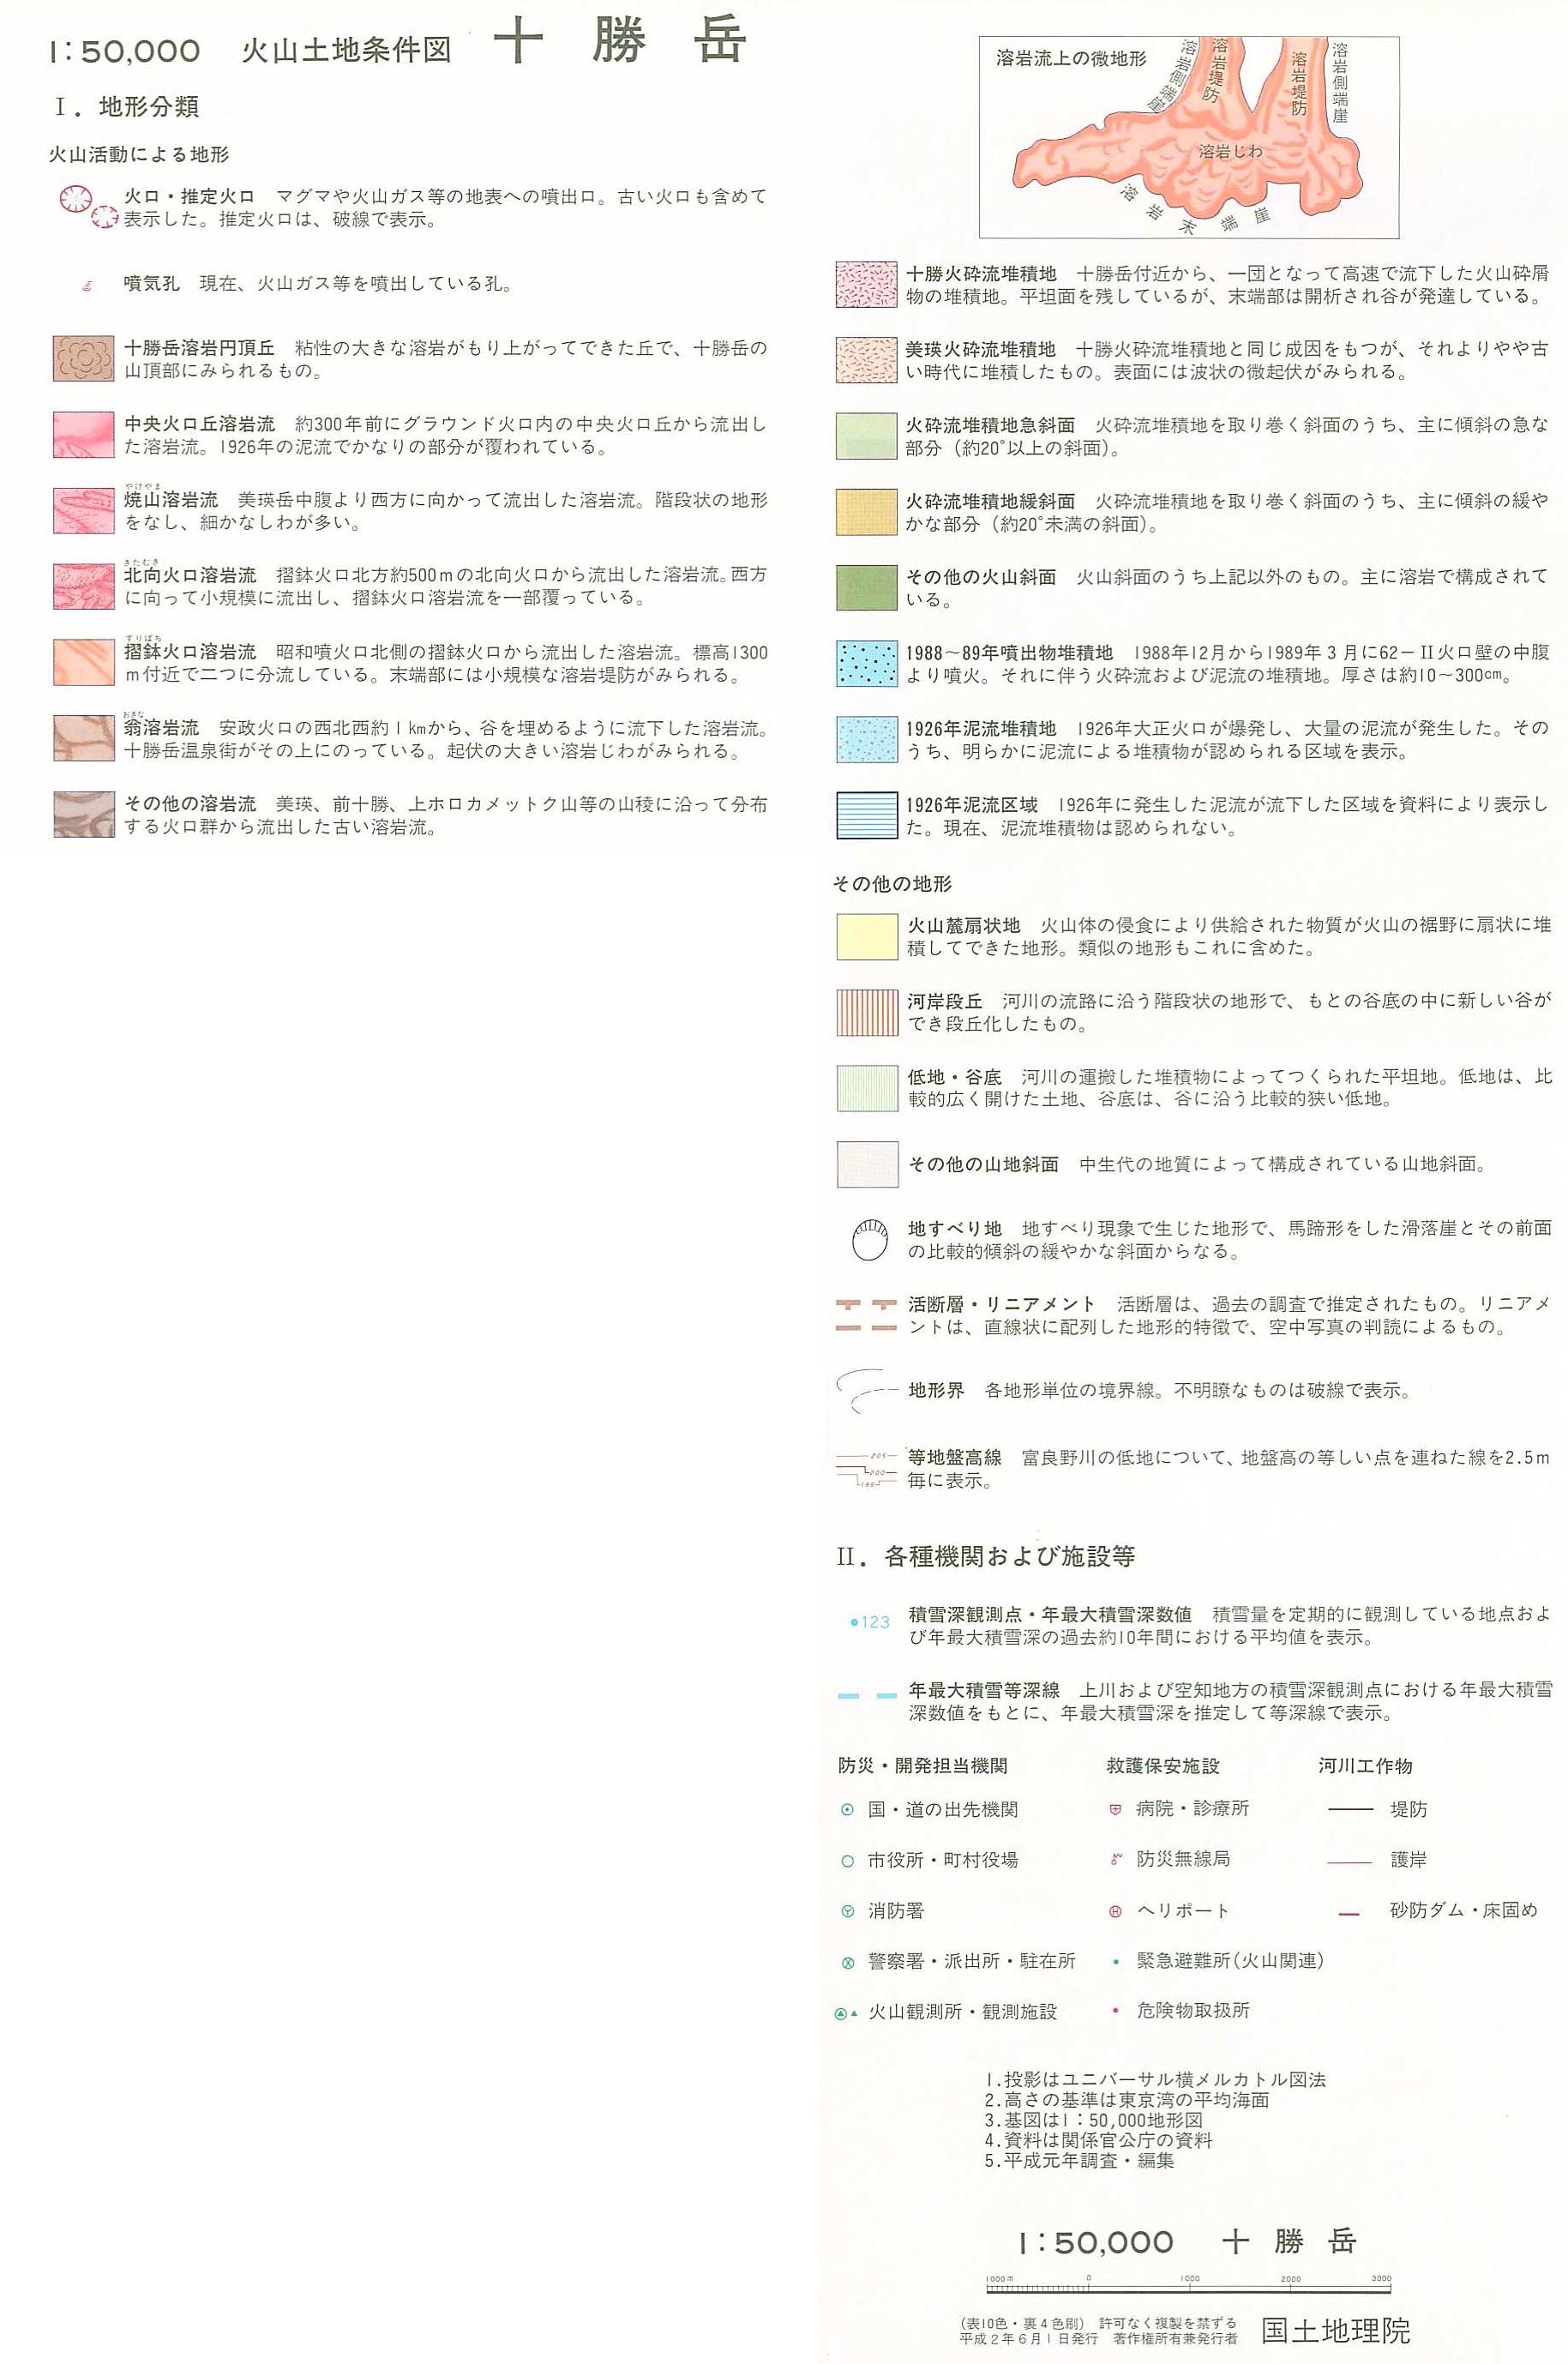 1:50,000 火山土地条件図 十勝岳
Ⅰ. 地形分類
火山活動による地形
火口・推定火口 マグマや火山ガス等の地表への噴出口。古い火口も含めて
表示した。推定火口は、破線で表示。
噴気孔 現在、火山ガス等を噴出している孔。
十勝岳溶岩円頂丘 粘性の大きな溶岩がもり上がってできた丘で、十勝岳の
山頂部にみられるもの。
中央火口丘溶岩流 約300年前にグラウンド火口内の中央火口丘から流出し
た溶岩流。1926年の泥流でかなりの部分が覆われている。
やけやま
焼山溶岩流 美瑛岳中腹より西方に向かって流出した溶岩流。階段状の地形
をなし、細かなしわが多い。
きたむき
北向火口溶岩流 摺鉢火口北方約500mの北向火口から流出した溶岩流。西方
に向って小規模に流出し、摺鉢火口溶岩流を一部覆っている。
すりばち
摺鉢火口溶岩流 昭和噴火口北側の摺鉢火口から流出した溶岩流。標高1300
m付近で二つに分流している。末端部には小規模な溶岩堤防がみられる。
おきな
翁溶岩流 安政火口の西北西約1kmから、谷を埋めるように流下した溶岩流。
十勝岳温泉街がその上にのっている。起伏の大きい溶岩じわがみられる。
その他の溶岩流 美瑛、前十勝、上ホロカメットク山等の山稜に沿って分布
する火口群から流出した古い溶岩流。
溶岩流上の微地形
溶岩側端崖
溶岩堤防
溶岩堤防
溶岩側端崖
溶岩じわ
溶岩末端崖
十勝火砕流堆積地 十勝岳付近から、一団となって高速で流下した火山砕屑
物の堆積地。平坦面を残しているが、末端部は開析され谷が発達している。
美瑛火砕流堆積地 十勝火砕流堆積地と同じ成因をもつが、それよりやや古
い時代に堆積したもの。表面には波状の微起伏がみられる。
火砕流堆積地急斜面 火砕流堆積地を取り巻く斜面のうち、主に傾斜の急な
部分（約20°以上の斜面）。
火砕流堆積地緩斜面 火砕流堆積地を取り巻く斜面のうち、主に傾斜の緩や
かな部分（約20°未満の斜面）。
その他の火山斜面 火山斜面のうち上記以外のもの。主に溶岩で構成されて
いる。
1988～89年噴出物堆積地 1988年12月から1989年3月に62－Ⅱ火口壁の中腹
より噴火。それに伴う火砕流および泥流の堆積地。厚さは約10～300cm。
1926年泥流堆積地 1926年大正火口が爆発し、大量の泥流が発生した。その
うち、明らかに泥流による堆積物が認められる区域を表示。
1926年泥流区域 1926年に発生した泥流が流下した区域を資料により表示し
た。現在、泥流堆積物は認められない。
その他の地形
火山麓扇状地 火山体の侵食により供給された物質が火山の裾野に扇状に堆
積してできた地形。類似の地形もこれに含めた。
河岸段丘 河川の流路に沿う階段状の地形で、もとの谷底の中に新しい谷が
でき段丘化したもの。
低地・谷底 河川の運搬した堆積物によってつくられた平坦地。低地は、比
較的広く開けた土地、谷底は、谷に沿う比較的狭い低地。
その他の山地斜面 中生代の地質によって構成されている山地斜面。
地すべり地 地すべり現象で生じた地形で、馬蹄形をした滑落崖とその前面
の比較的傾斜の緩やかな斜面からなる。
活断層・リニアメント 活断層は、過去の調査で推定されたもの。リニアメ
ントは、直線状に配列した地形的特徴で、空中写真の判読によるもの。
地形界 各地形単位の境界線。不明瞭なものは破線で表示。
205
200
195
等地盤高線 富良野川の低地について、地盤高の等しい点を連ねた線を2.5m
毎に表示。
Ⅱ. 各種機関および施設等
123 積雪深観測点・年最大積雪深数値 積雪量を定期的に観測している地点およ
び年最大積雪深の過去約10年間における平均値を表示。
年最大積雪等深線 上川および空知地方の積雪深観測点における年最大積雪
深数値をもとに、年最大積雪深を推定して等深線で表示。
防災・開発担当機関 救護保安施設 河川工作物
国・道の出先機関 病院・診療所 堤防
市役所・町村役場 防災無線局 護岸
消防署 ヘリポート 砂防ダム・床固め
警察署・派出所・駐在所 緊急避難所（火山関連）
火山観測所・観測施設 危険物取扱所
1.投影はユニバーサル横メルカトル図法
2.高さの基準は東京湾の平均海面
3.基図は1：50,000地形図
4.資料は関係官公庁の資料
5.平成元年調査・編集
1:50,000 十勝岳
1000m 0 1000 2000 3000
（表10色・裏4色刷） 許可なく複製を禁ずる
平成2年6月1日発行 著作権所有兼発行者 国土地理院